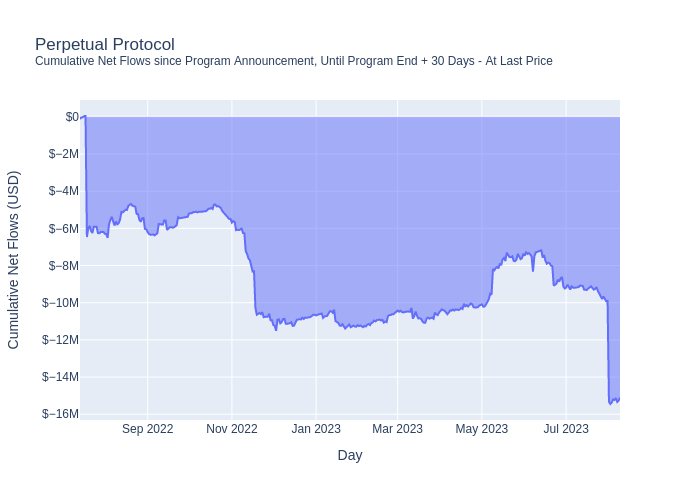 Perpetual Protocol
Cumulative Net Flows since Program Announcement, Until Program End + 30 Days - At Last Price
Cumulative Net Flows (USD)
$0
$−2M
$−4M
$−6M
$−8M
$−10M
$−12M
$−14M
$−16M
Sep 2022
Nov 2022
Jan 2023
Mar 2023
May 2023
Jul 2023
Day